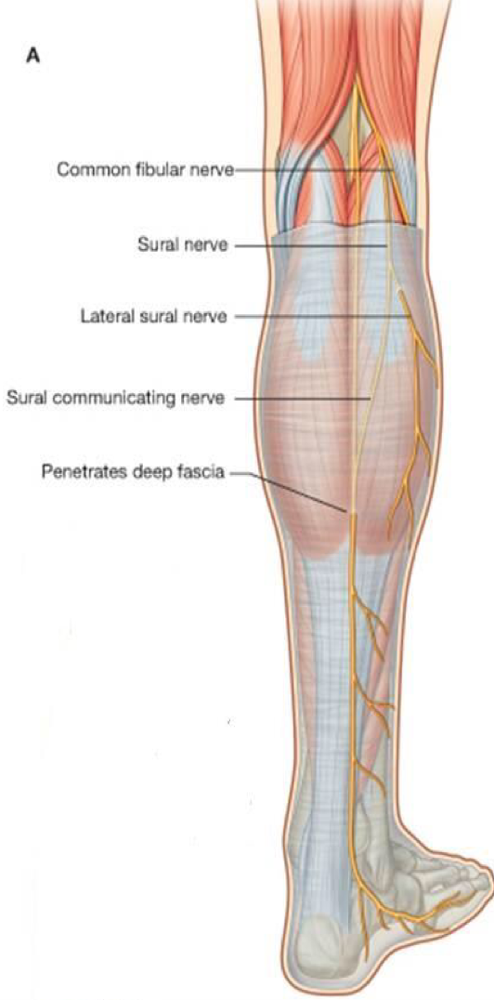 A
Common fibular nerve
Sural nerve
Lateral sural nerve
Sural communicating nerve
Penetrates deep fascia